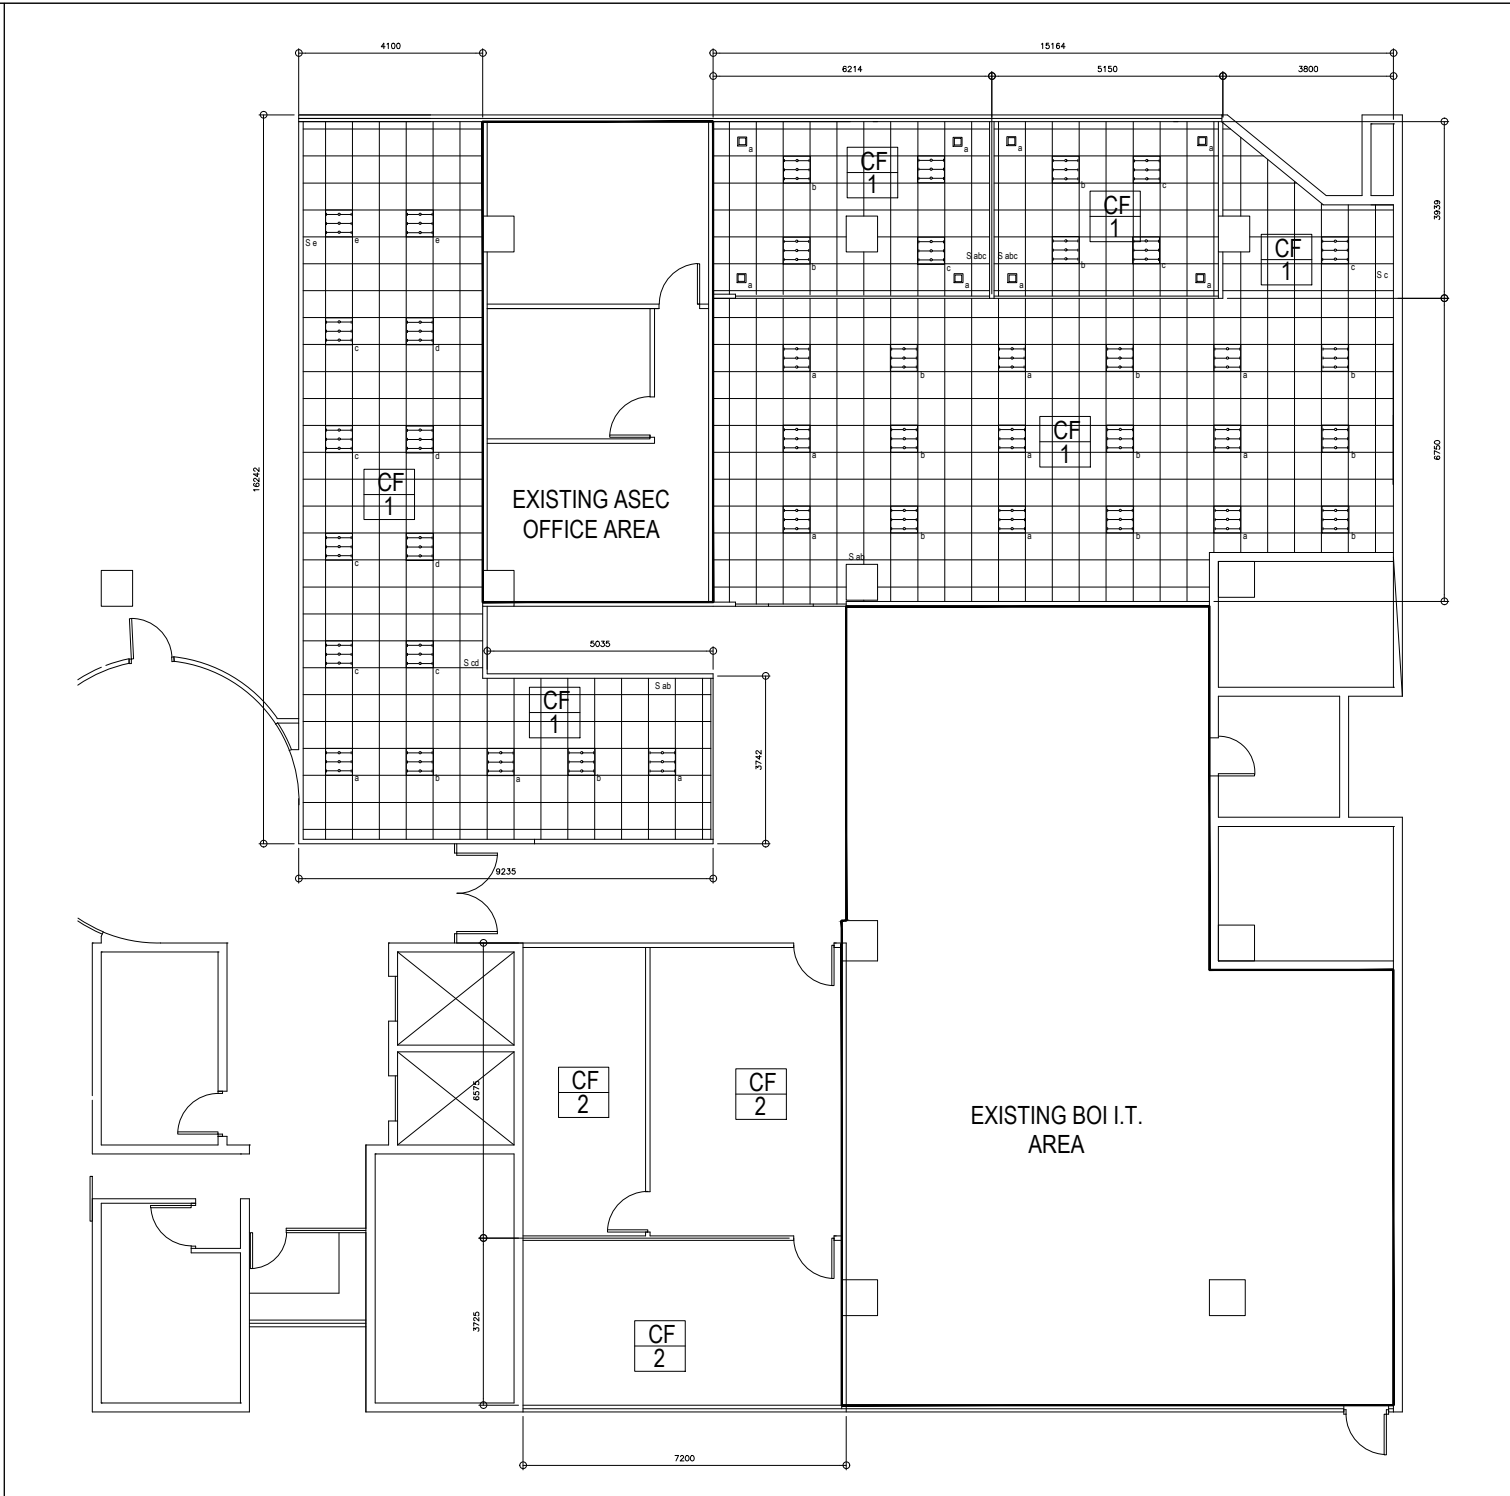 4100
15164
6214
5150
3800
a
a
a
a
CF
1
b
b
c
CF
1
3939
S e
e
e
b
c
S abc
S abc
b
c
CF
1
c
S c
a
a
a
a
c
d
a
b
a
b
a
b
16242
c
d
CF
1
a
b
a
b
a
b
CF
1
6750
EXISTING ASEC
OFFICE AREA
a
b
a
b
a
b
c
d
S ab
5035
c
c
S cd
S ab
CF
1
3742
a
b
a
b
a
9235
6575
CF
2
CF
2
EXISTING BOI I.T.
AREA
3725
CF
2
7200